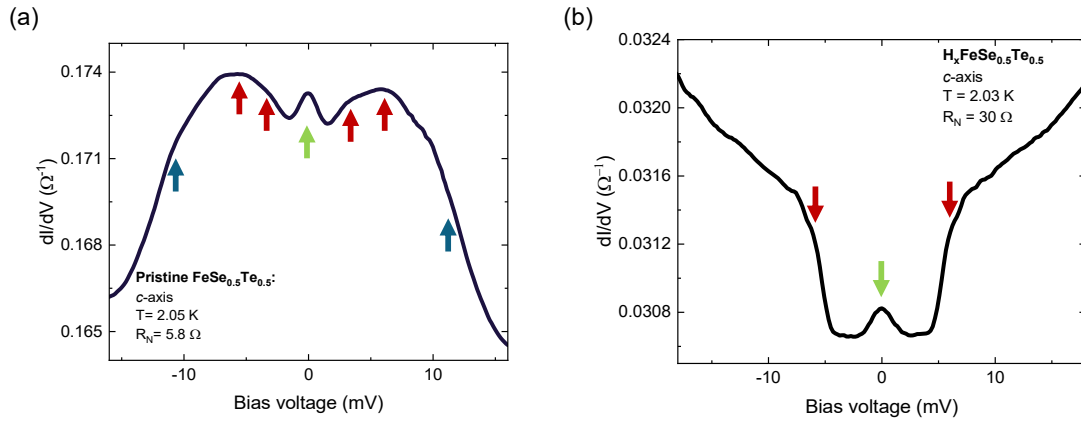 (a)
0.174
0.171
0.168
0.165
dI/dV (Ω⁻¹)
Pristine FeSe₀.₅Te₀.₅:
c-axis
T= 2.05 K
R_N= 5.8 Ω
-10
0
10
Bias voltage (mV)
(b)
0.0324
0.0320
0.0316
0.0312
0.0308
dI/dV (Ω⁻¹)
HₓFeSe₀.₅Te₀.₅
c-axis
T = 2.03 K
R_N = 30 Ω
-10
0
10
Bias voltage (mV)